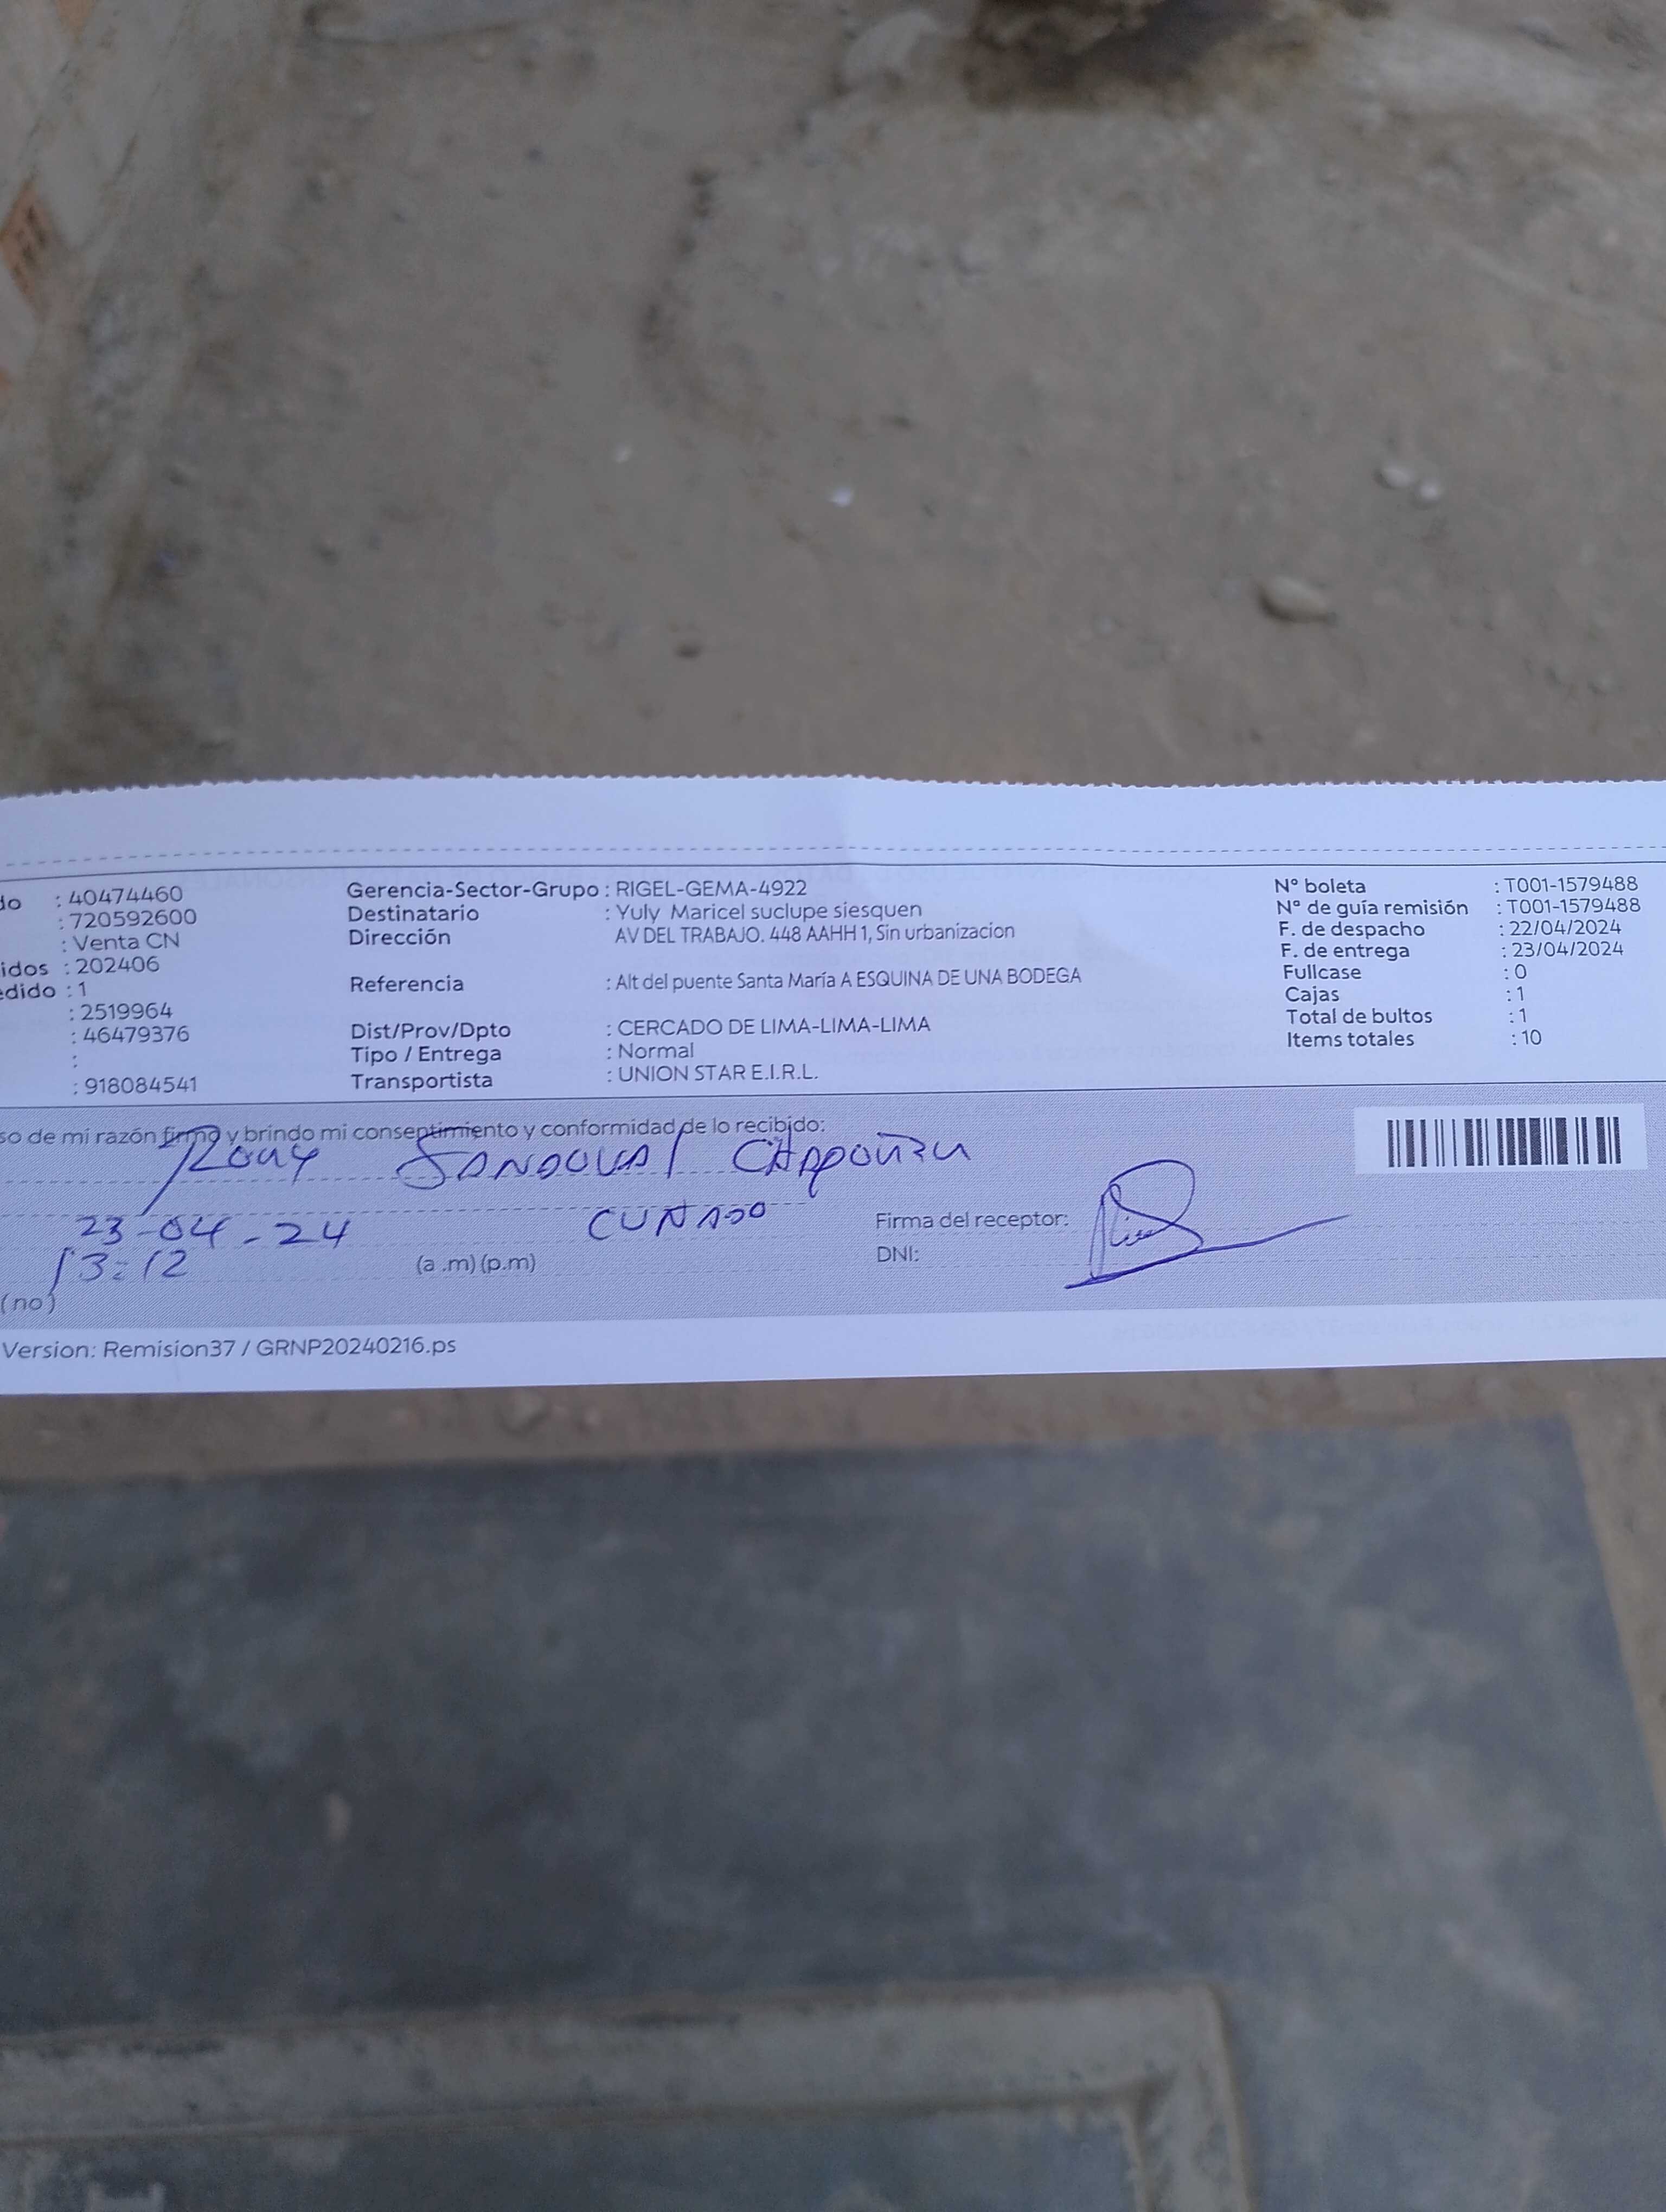 do : 40474460
: 720592600
: Venta CN
idos : 202406
edido : 1
: 2519964
: 46479376
:
: 918084541
Gerencia-Sector-Grupo : RIGEL-GEMA-4922
Destinatario : Yuly Maricel suclupe siesquen
Dirección AV DEL TRABAJO. 448 AAHH 1, Sin urbanizacion
Referencia : Alt del puente Santa María A ESQUINA DE UNA BODEGA
Dist/Prov/Dpto : CERCADO DE LIMA-LIMA-LIMA
Tipo / Entrega : Normal
Transportista : UNION STAR E.I.R.L.
N° boleta : T001-1579488
N° de guía remisión : T001-1579488
F. de despacho : 22/04/2024
F. de entrega : 23/04/2024
Fullcase : 0
Cajas : 1
Total de bultos : 1
Items totales : 10
so de mi razón firmo y brindo mi consentimiento y conformidad de lo recibido:
SANDOVAL
23-04-24 CUÑADO Firma del receptor:
13:12 (a .m) (p.m) DNI:
(no)
Version: Remision37 / GRNP20240216.ps